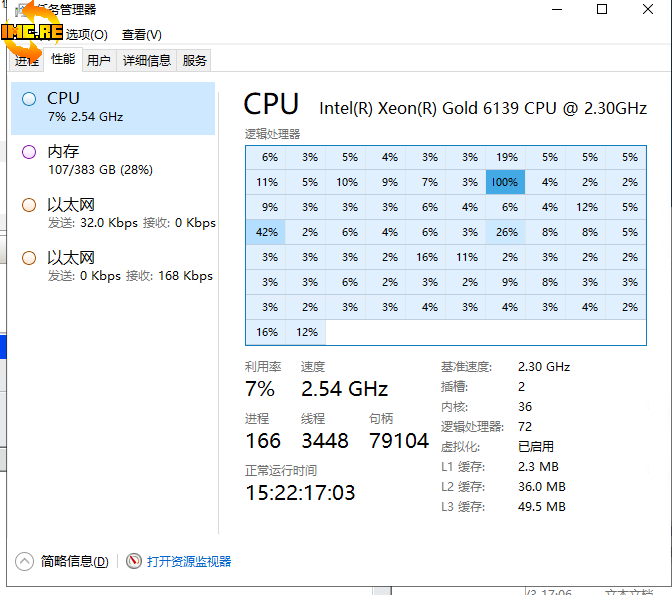 任务管理器
IMC.RE
选项(O) 查看(V)
进程 性能 用户 详细信息 服务
CPU
7% 2.54 GHz
内存
107/383 GB (28%)
以太网
发送: 32.0 Kbps 接收: 0 Kbps
以太网
发送: 0 Kbps 接收: 168 Kbps
CPU Intel(R) Xeon(R) Gold 6139 CPU @ 2.30GHz
逻辑处理器
6% 3% 5% 4% 3% 3% 19% 5% 5% 5%
11% 5% 10% 9% 7% 3% 100% 4% 2% 2%
9% 3% 3% 3% 6% 4% 6% 4% 12% 5%
42% 2% 6% 4% 6% 3% 26% 8% 8% 5%
3% 3% 3% 2% 16% 11% 2% 3% 2% 3%
3% 3% 6% 2% 3% 2% 9% 8% 3% 3%
3% 2% 3% 3% 4% 3% 4% 3% 4% 2%
16% 12%
利用率 速度
7% 2.54 GHz
进程 线程 句柄
166 3448 79104
正常运行时间
15:22:17:03
基准速度: 2.30 GHz
插槽: 2
内核: 36
逻辑处理器: 72
虚拟化: 已启用
L1 缓存: 2.3 MB
L2 缓存: 36.0 MB
L3 缓存: 49.5 MB
简略信息(D) 打开资源监视器